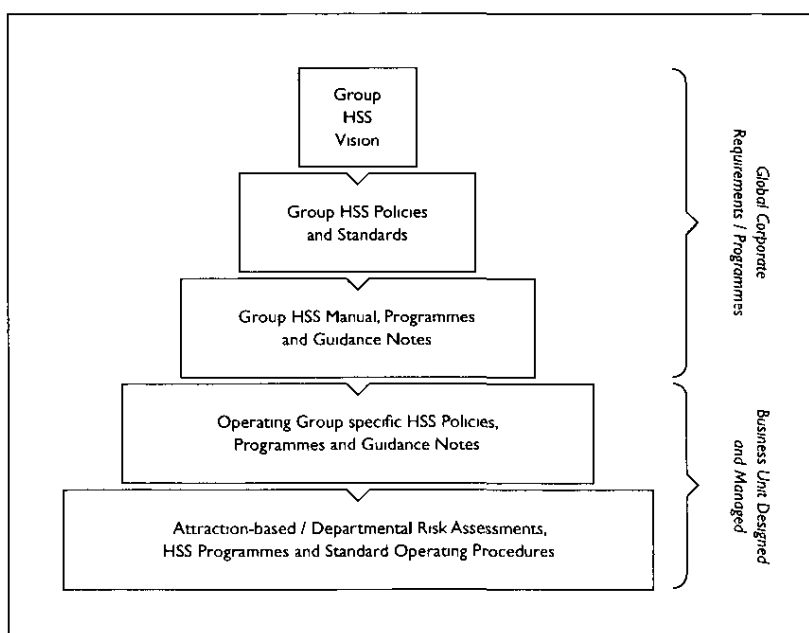 Group
HSS
Vision
Group HSS Policies
and Standards
Group HSS Manual, Programmes
and Guidance Notes
Operating Group specific HSS Policies,
Programmes and Guidance Notes
Attraction-based / Departmental Risk Assessments,
HSS Programmes and Standard Operating Procedures
Global Corporate
Requirements / Programmes
Business Unit Designed
and Managed